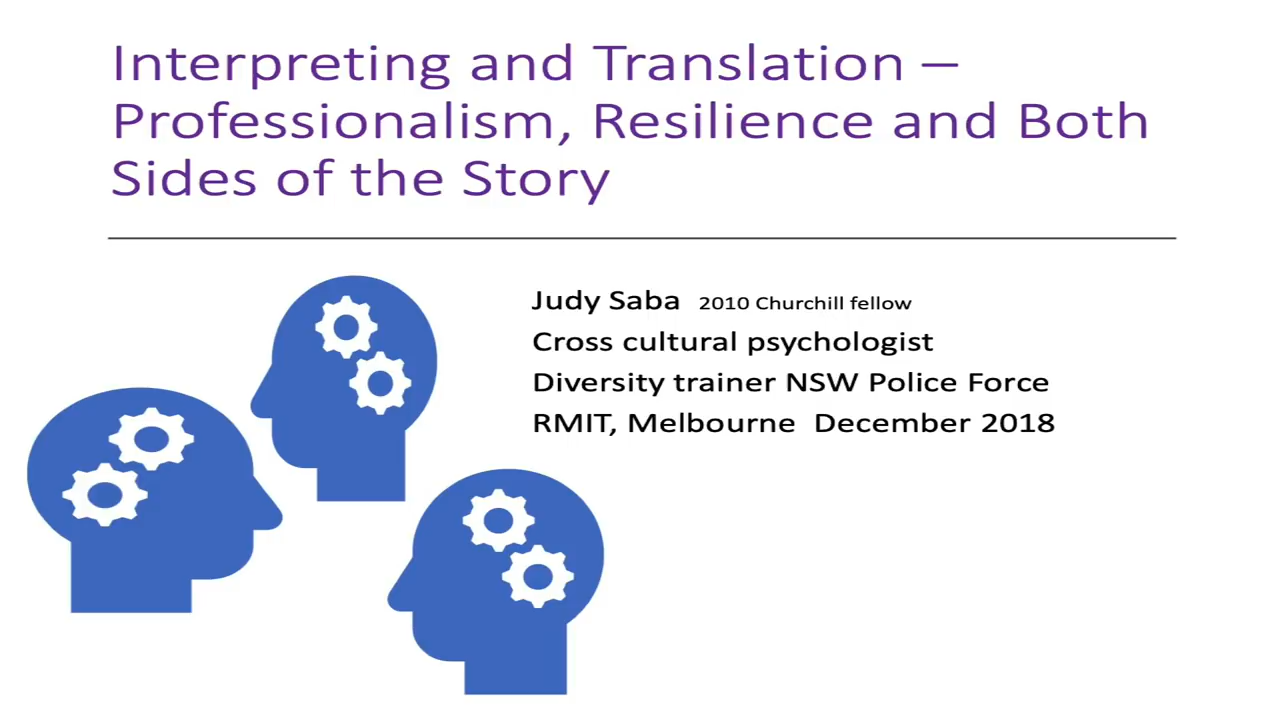 Interpreting and Translation –
Professionalism, Resilience and Both
Sides of the Story
Judy Saba 2010 Churchill fellow
Cross cultural psychologist
Diversity trainer NSW Police Force
RMIT, Melbourne December 2018